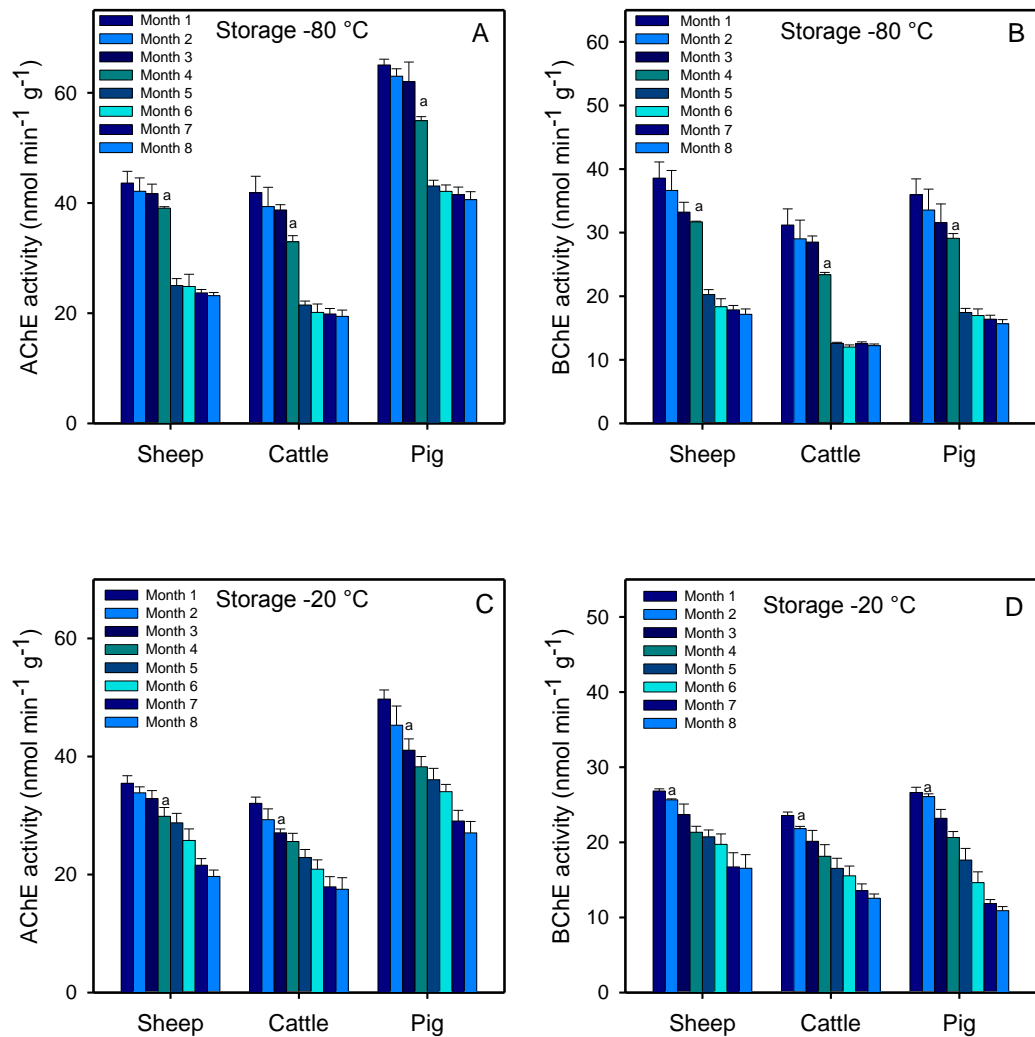 Storage -80 °C
A
Month 1
Month 2
Month 3
Month 4
Month 5
Month 6
Month 7
Month 8
AChE activity (nmol min⁻¹ g⁻¹)
60
40
20
0
a
a
a
Sheep
Cattle
Pig
Storage -80 °C
B
Month 1
Month 2
Month 3
Month 4
Month 5
Month 6
Month 7
Month 8
BChE activity (nmol min⁻¹ g⁻¹)
60
50
40
30
20
10
0
a
a
a
Sheep
Cattle
Pig
Storage -20 °C
C
Month 1
Month 2
Month 3
Month 4
Month 5
Month 6
Month 7
Month 8
AChE activity (nmol min⁻¹ g⁻¹)
60
40
20
0
a
a
a
Sheep
Cattle
Pig
Storage -20 °C
D
Month 1
Month 2
Month 3
Month 4
Month 5
Month 6
Month 7
Month 8
BChE activity (nmol min⁻¹ g⁻¹)
50
40
30
20
10
0
a
a
a
Sheep
Cattle
Pig